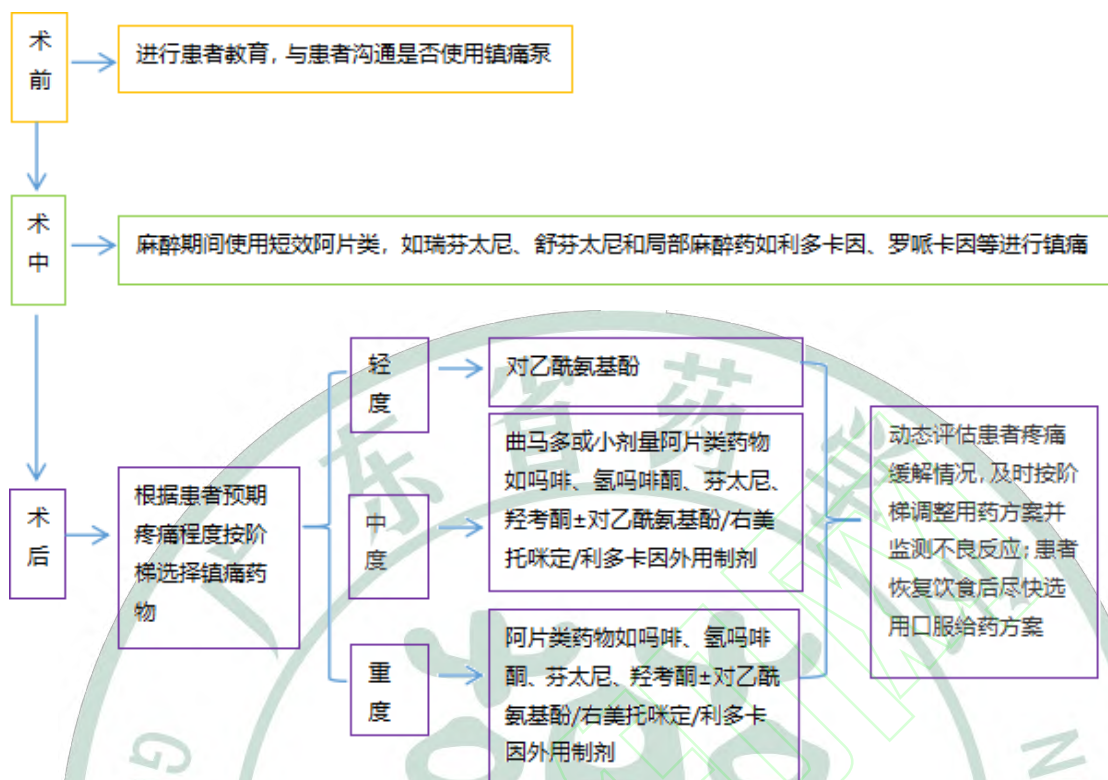 术
前
进行患者教育，与患者沟通是否使用镇痛泵
术
中
麻醉期间使用短效阿片类，如瑞芬太尼、舒芬太尼和局部麻醉药如利多卡因、罗哌卡因等进行镇痛
术
后
根据患者预期
疼痛程度按阶
梯选择镇痛药
物
轻
度
对乙酰氨基酚
中
度
曲马多或小剂量阿片类药物
如吗啡、氢吗啡酮、芬太尼、
羟考酮±对乙酰氨基酚/右美
托咪定/利多卡因外用制剂
重
度
阿片类药物如吗啡、氢吗啡
酮、芬太尼、羟考酮±对乙酰
氨基酚/右美托咪定/利多卡
因外用制剂
动态评估患者疼痛
缓解情况，及时按阶
梯调整用药方案并
监测不良反应；患者
恢复饮食后尽快选
用口服给药方案
广东省药学
G
N